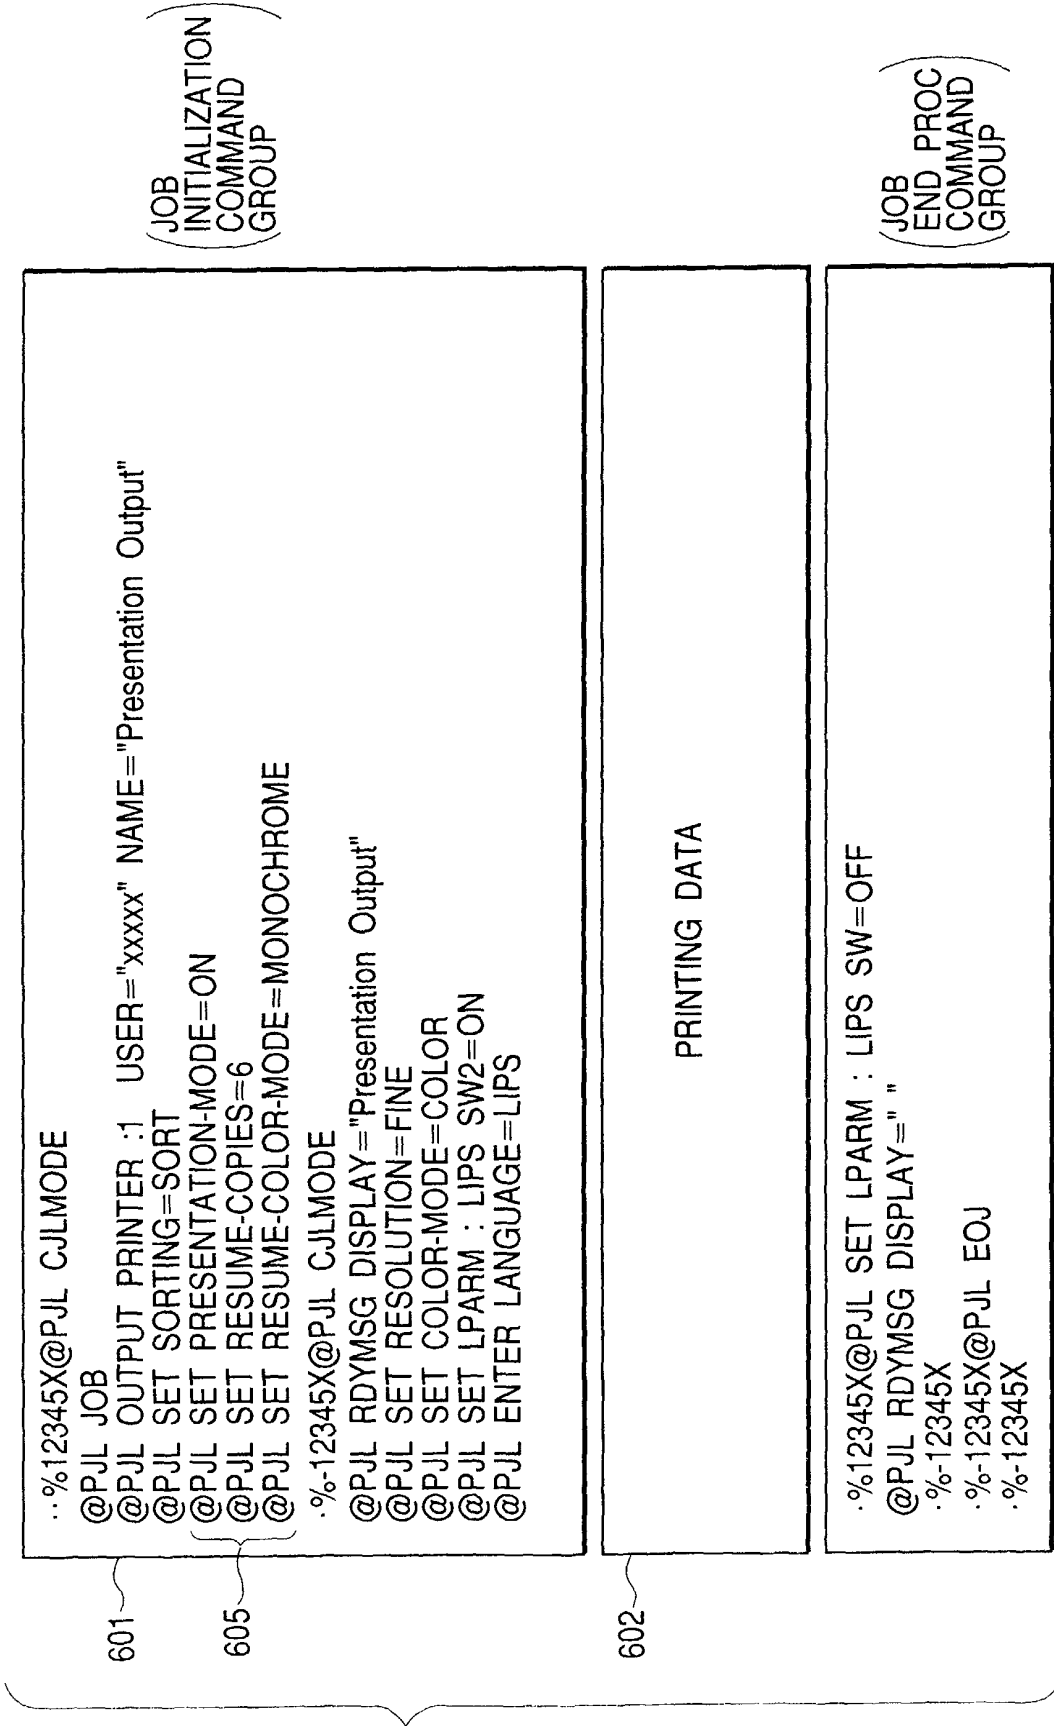 ··%12345X@PJL CJLMODE
@PJL JOB
@PJL OUTPUT PRINTER :1 USER="xxxxx" NAME="Presentation Output"
@PJL SET SORTING=SORT
@PJL SET PRESENTATION-MODE=ON
@PJL SET RESUME-COPIES=6
@PJL SET RESUME-COLOR-MODE=MONOCHROME
·%-12345X@PJL CJLMODE
@PJL RDYMSG DISPLAY="Presentation Output"
@PJL SET RESOLUTION=FINE
@PJL SET COLOR-MODE=COLOR
@PJL SET LPARM : LIPS SW2=ON
@PJL ENTER LANGUAGE=LIPS
601
605
(JOB
INITIALIZATION
COMMAND
GROUP)
PRINTING DATA
602
·%12345X@PJL SET LPARM : LIPS SW=OFF
@PJL RDYMSG DISPLAY=" "
·%-12345X
·%-12345X@PJL EOJ
·%-12345X
(JOB
END PROC
COMMAND
GROUP)